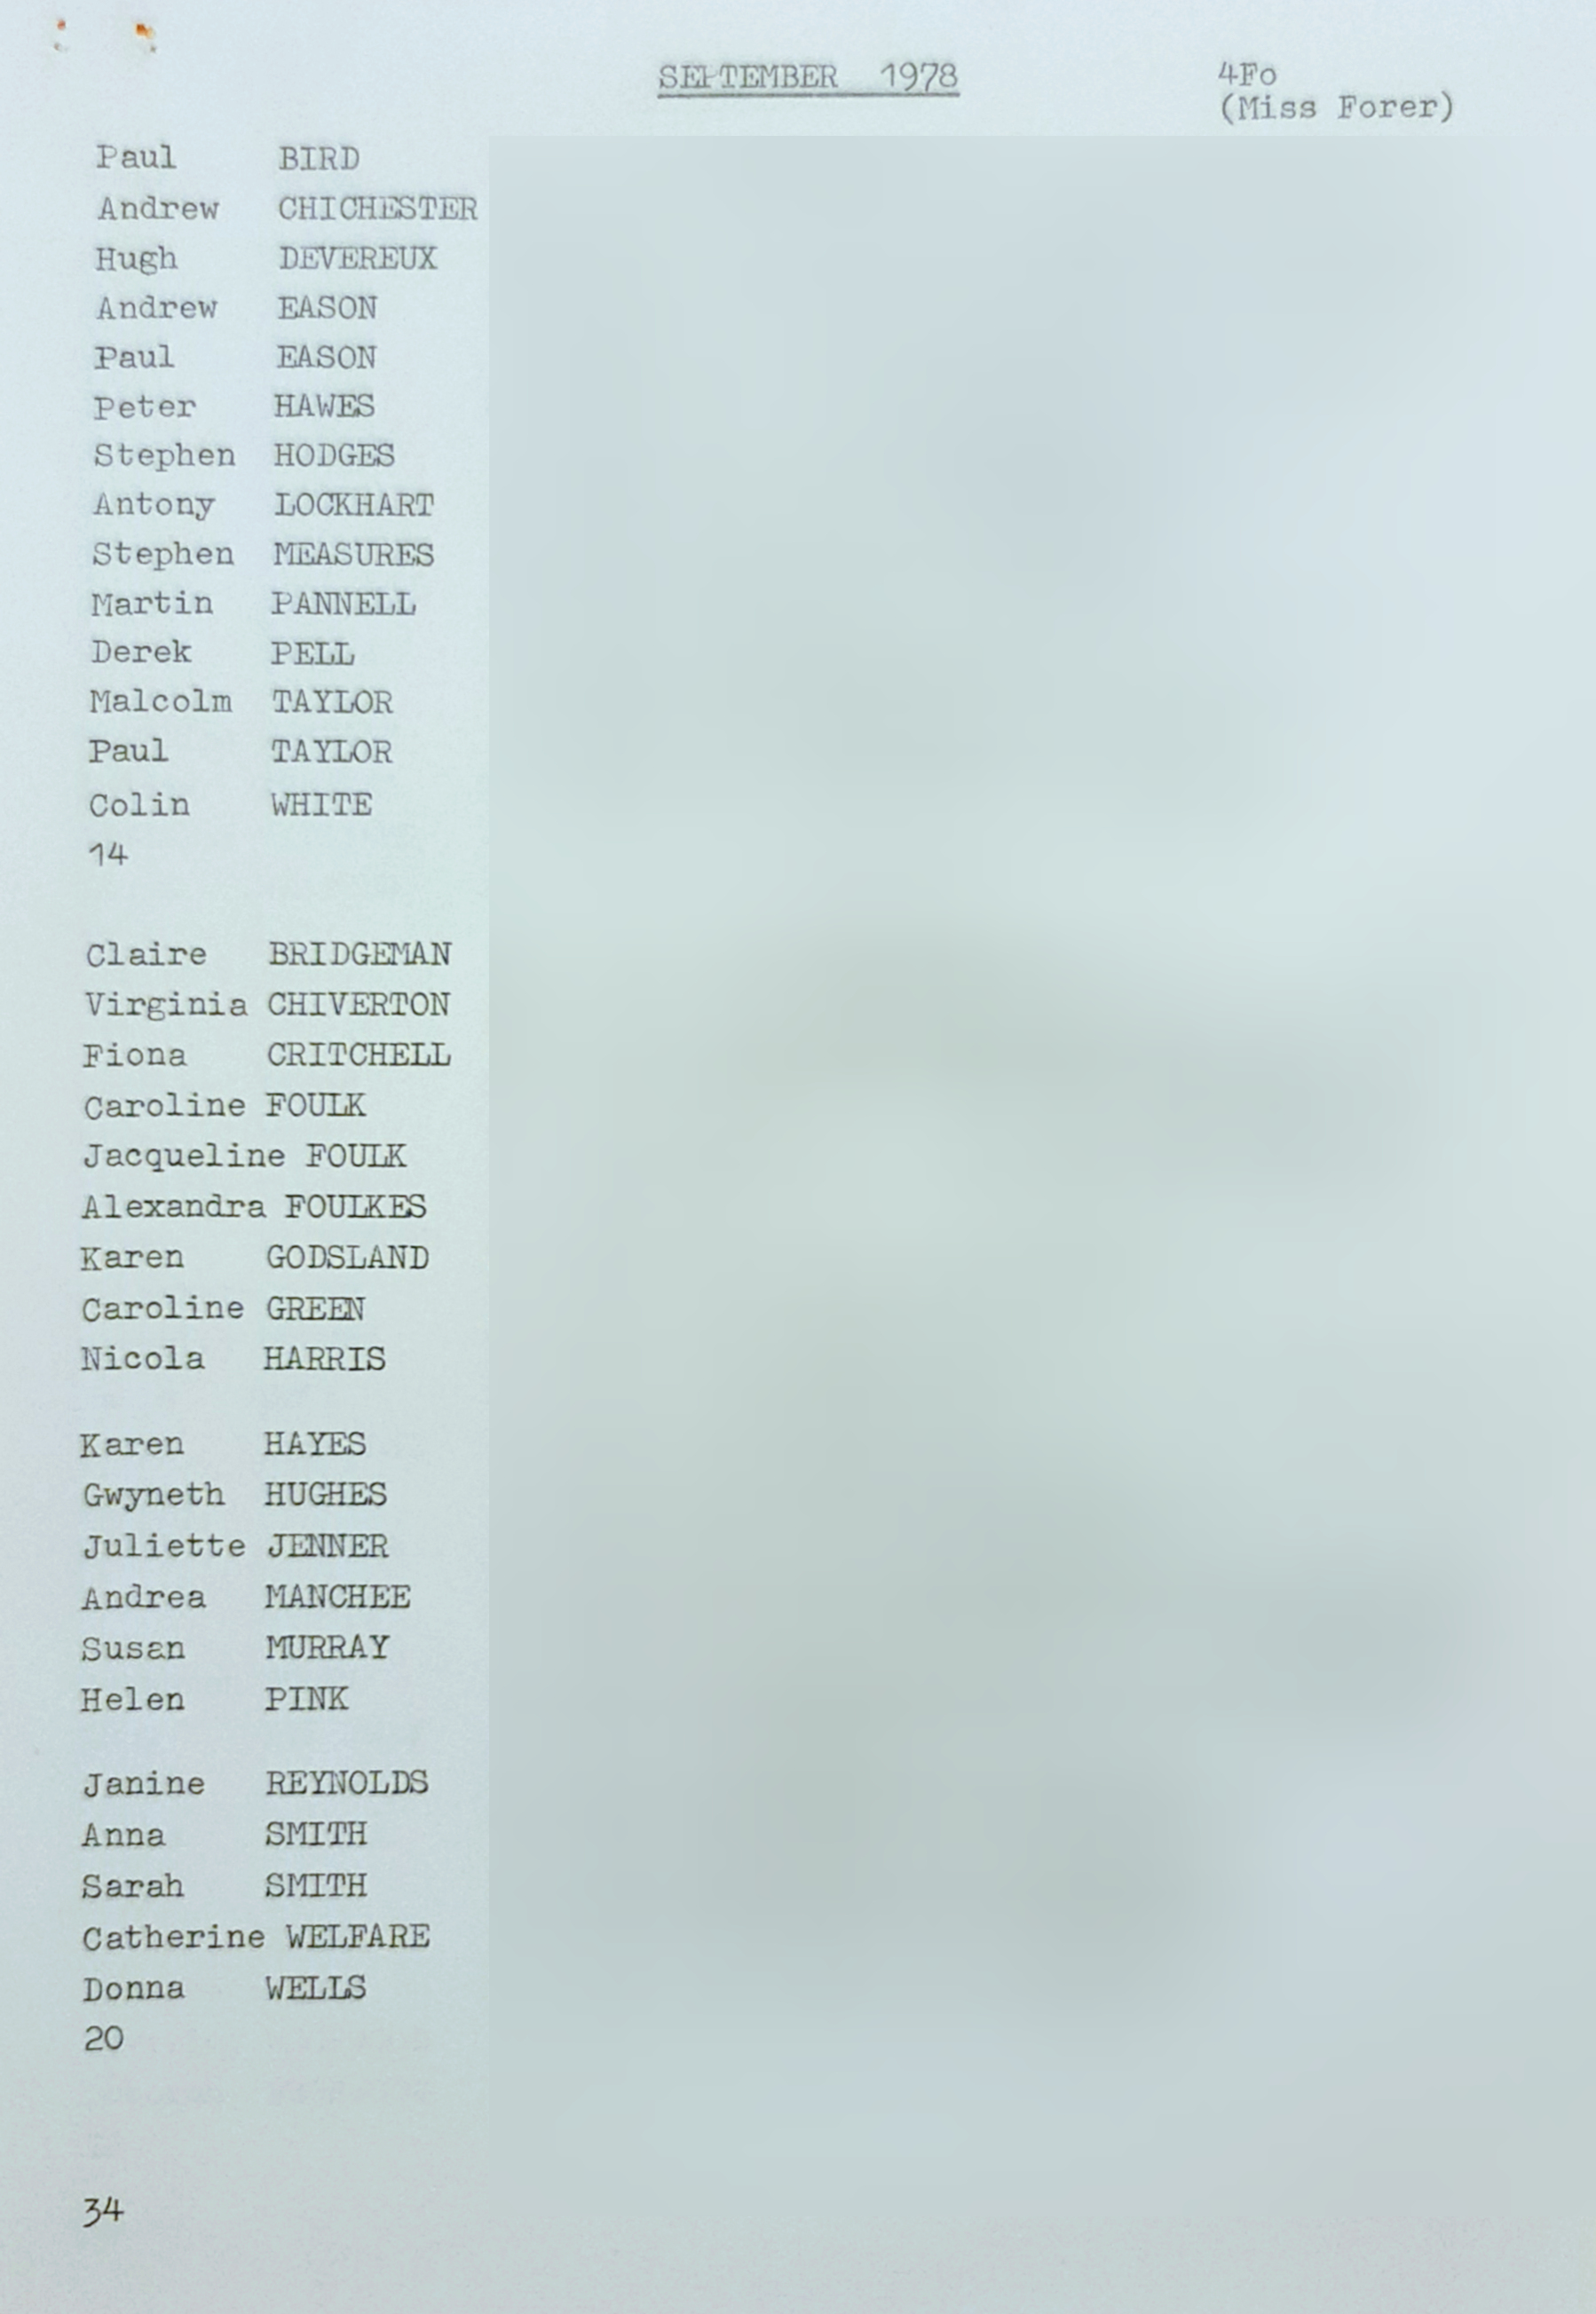 SEPTEMBER 1978
4Fo
(Miss Forer)
Paul BIRD
Andrew CHICHESTER
Hugh DEVEREUX
Andrew EASON
Paul EASON
Peter HAWES
Stephen HODGES
Antony LOCKHART
Stephen MEASURES
Martin PANNELL
Derek PELL
Malcolm TAYLOR
Paul TAYLOR
Colin WHITE
14
Claire BRIDGEMAN
Virginia CHIVERTON
Fiona CRITCHELL
Caroline FOULK
Jacqueline FOULK
Alexandra FOULKES
Karen GODSLAND
Caroline GREEN
Nicola HARRIS
Karen HAYES
Gwyneth HUGHES
Juliette JENNER
Andrea MANCHEE
Susan MURRAY
Helen PINK
Janine REYNOLDS
Anna SMITH
Sarah SMITH
Catherine WELFARE
Donna WELLS
20
34